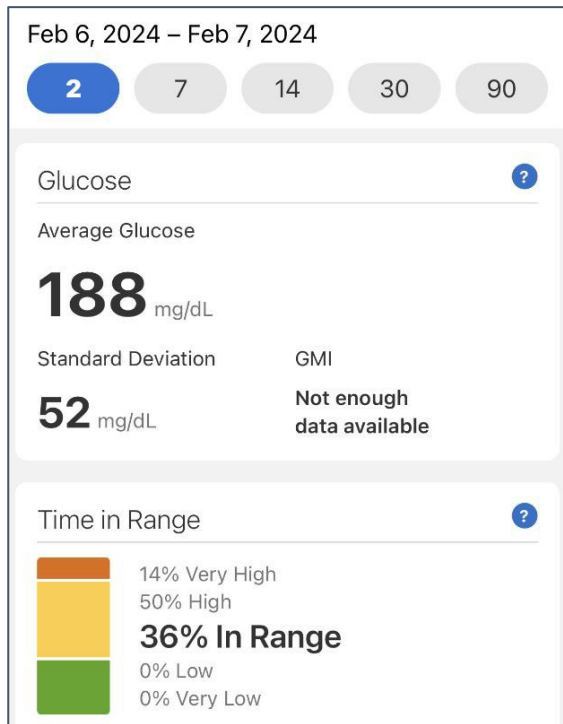 Feb 6, 2024 – Feb 7, 2024
2 7 14 30 90
Glucose ?
Average Glucose
188 mg/dL
Standard Deviation GMI
52 mg/dL Not enough
data available
Time in Range ?
14% Very High
50% High
36% In Range
0% Low
0% Very Low